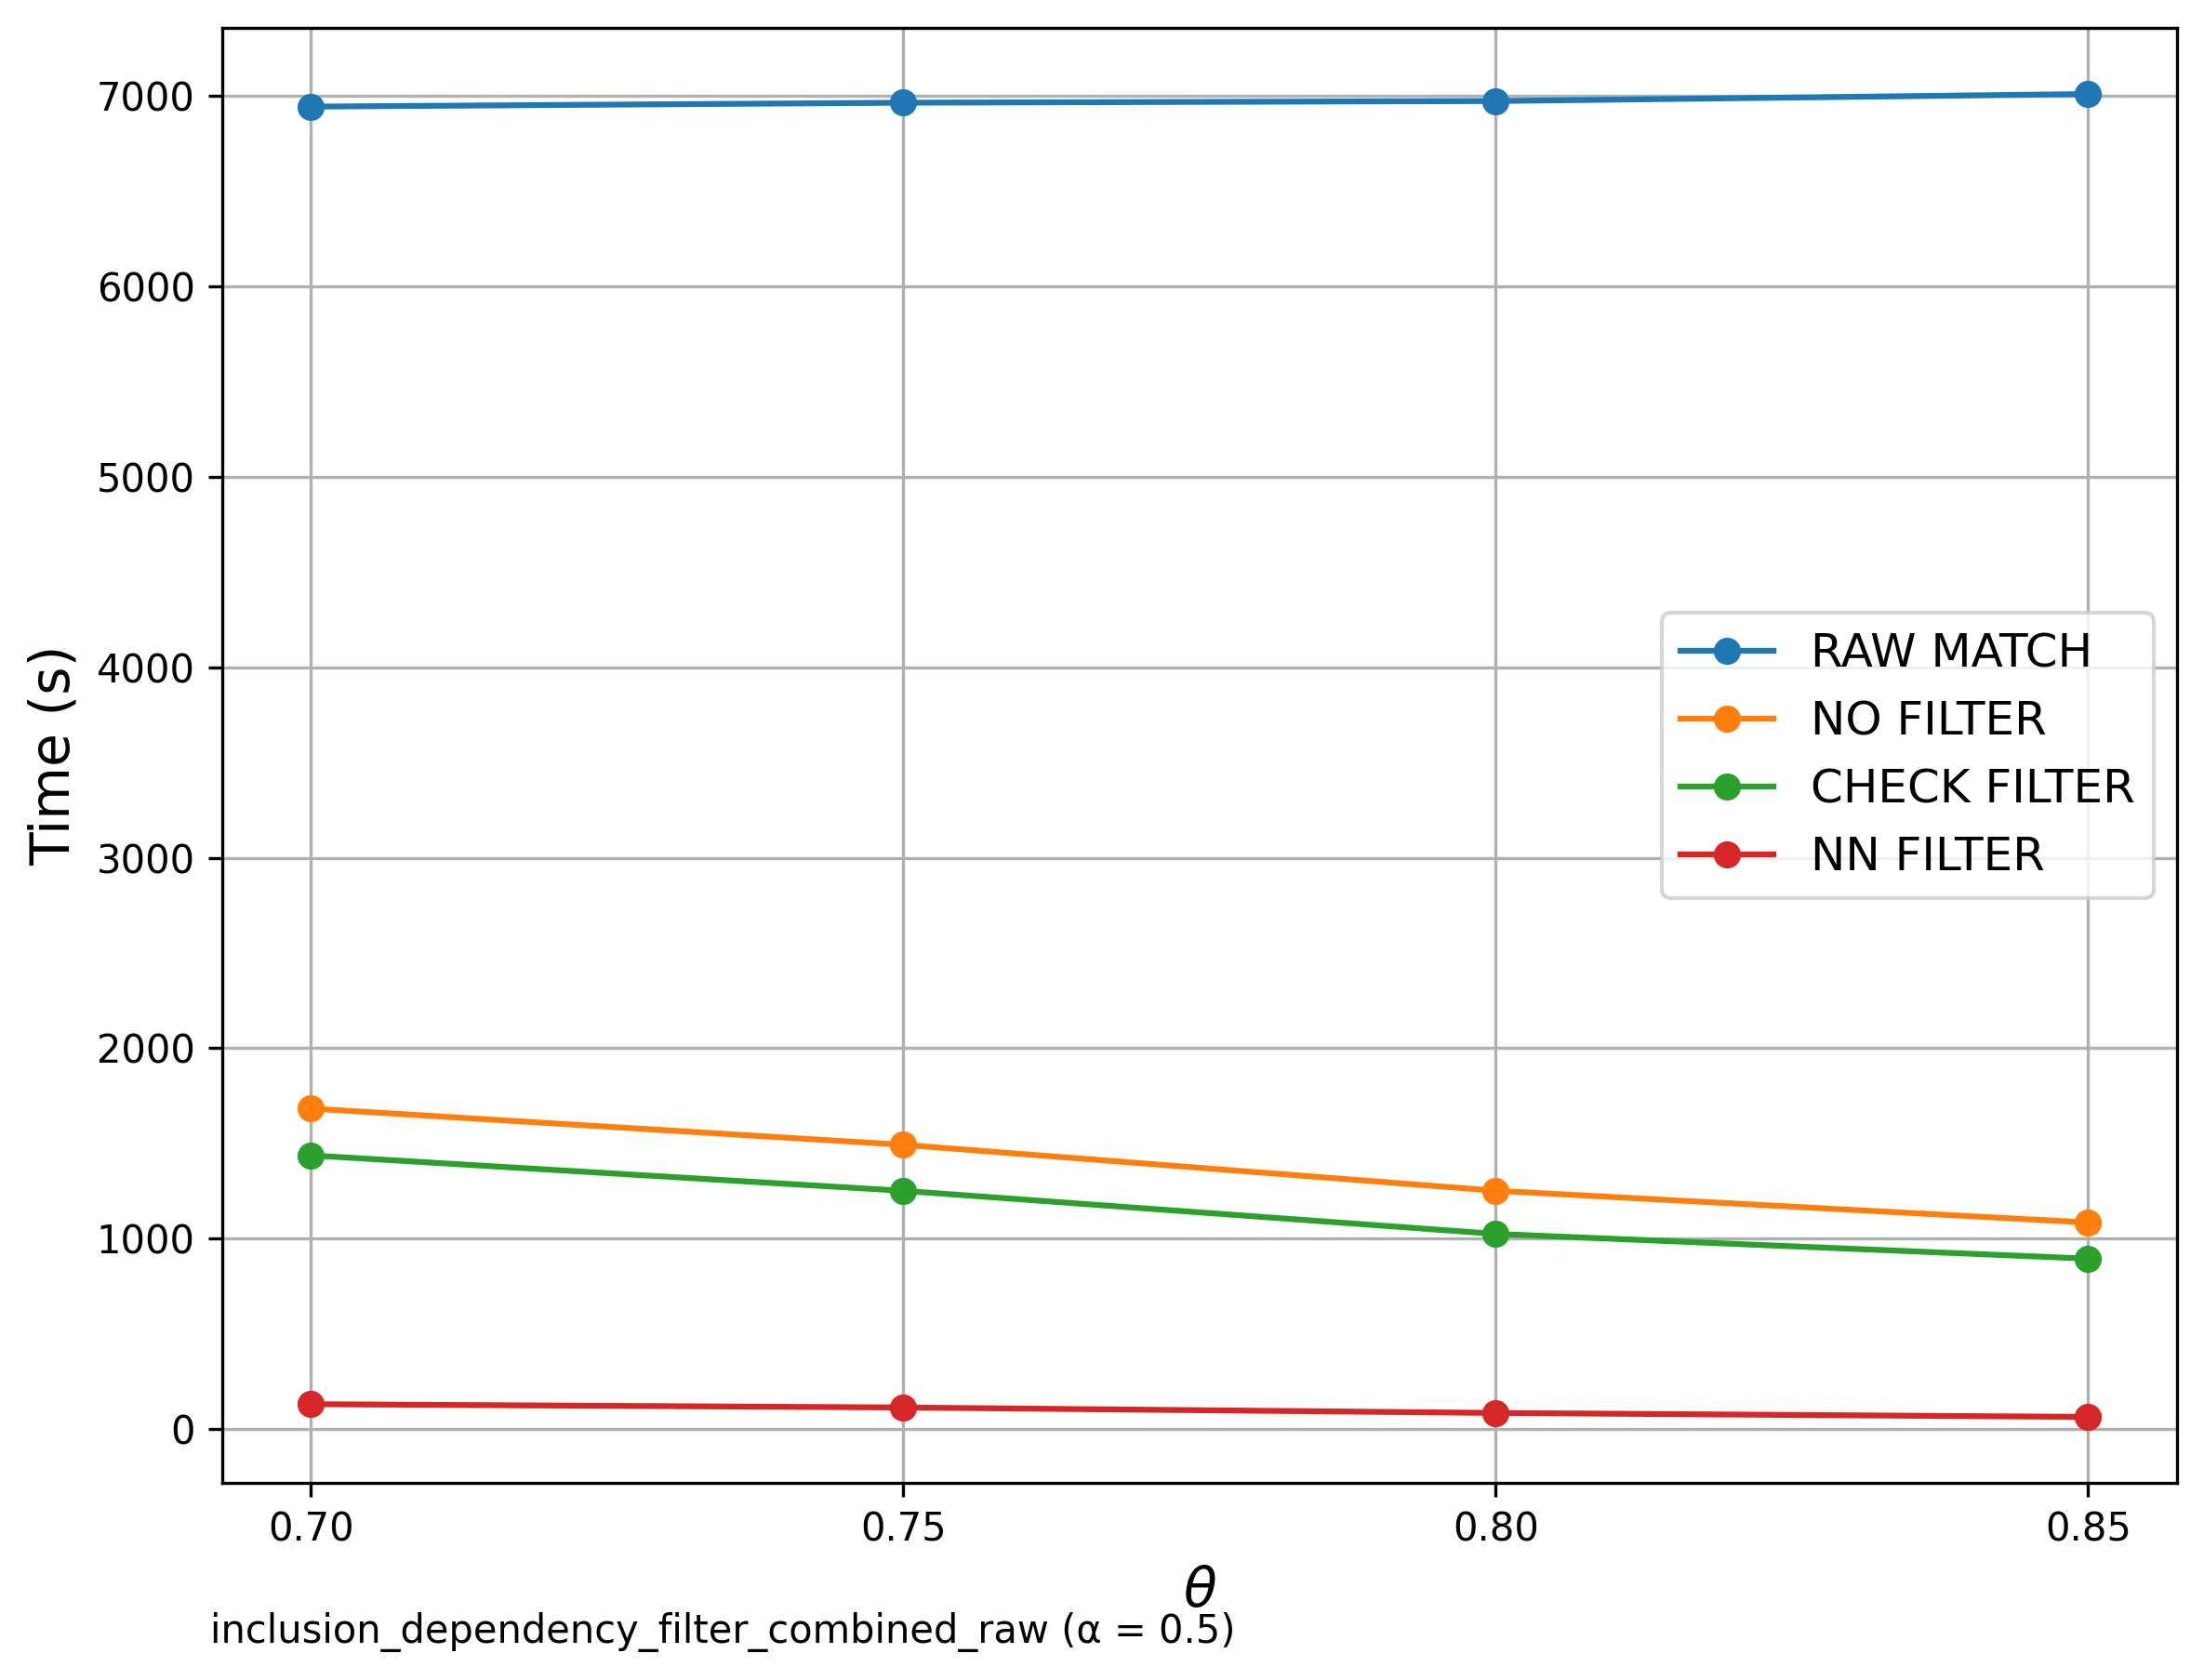 7000
6000
5000
4000
3000
2000
1000
0
Time (s)
RAW MATCH
NO FILTER
CHECK FILTER
NN FILTER
0.70 0.75 0.80 0.85
θ
inclusion_dependency_filter_combined_raw (α = 0.5)